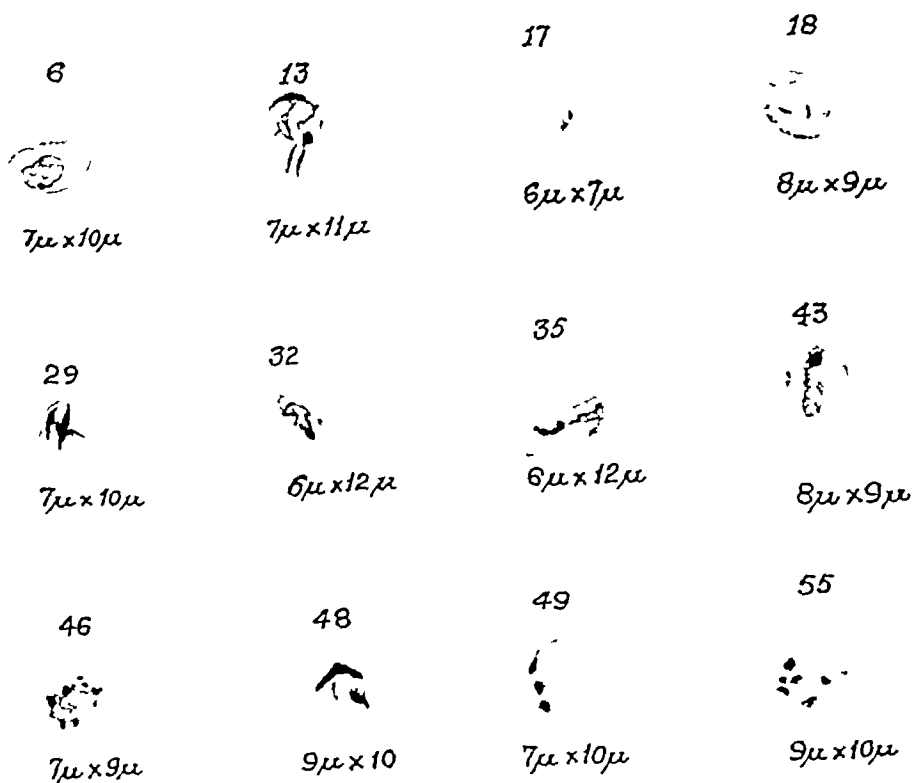 6 13 17 18
7µ x 10µ 7µ x 11µ 6µ x 7µ 8µ x 9µ
29 32 35 43
7µ x 10µ 6µ x 12µ 6µ x 12µ 8µ x 9µ
46 48 49 55
7µ x 9µ 9µ x 10 7µ x 10µ 9µ x 10µ